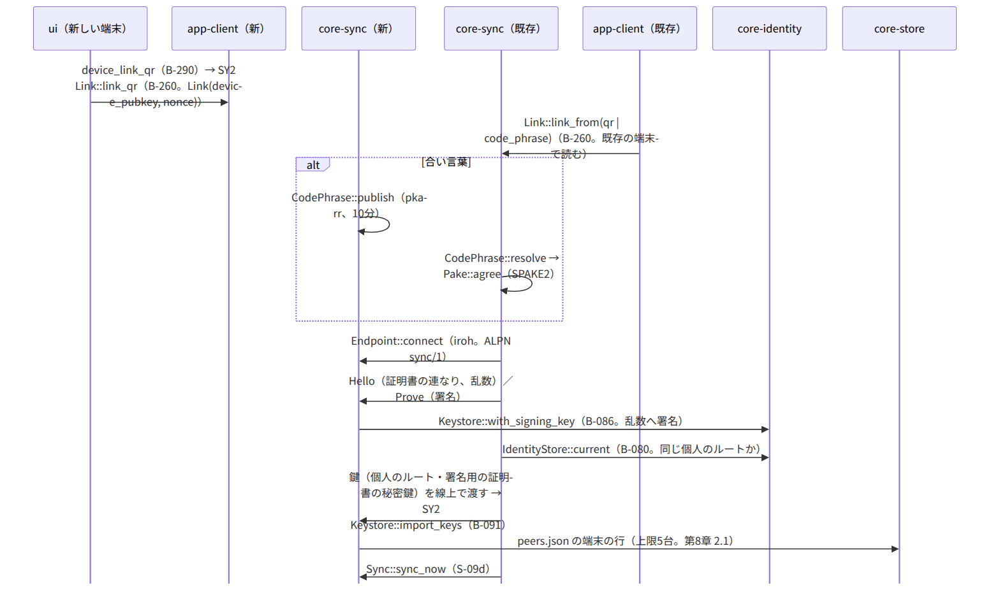 ui（新しい端末）
app-client（新）
core-sync（新）
core-sync（既存）
app-client（既存）
core-identity
core-store
device_link_qr（B-290）→ SY2
Link::link_qr（B-260。Link(devic-
e_pubkey, nonce)）
Link::link_from(qr |
code_phrase)（B-260。既存の端末-
で読む）
alt
[合い言葉]
CodePhrase::publish（pka-
rr、10分）
CodePhrase::resolve →
Pake::agree（SPAKE2）
Endpoint::connect（iroh。ALPN
sync/1）
Hello（証明書の連なり、乱数）／
Prove（署名）
Keystore::with_signing_key（B-086。乱数へ署名）
IdentityStore::current（B-080。同じ個人のルートか）
鍵（個人のルート・署名用の証明-
書の秘密鍵）を線上で渡す →
SY2
Keystore::import_keys（B-091）
peers.json の端末の行（上限5台。第8章 2.1）
Sync::sync_now（S-09d）